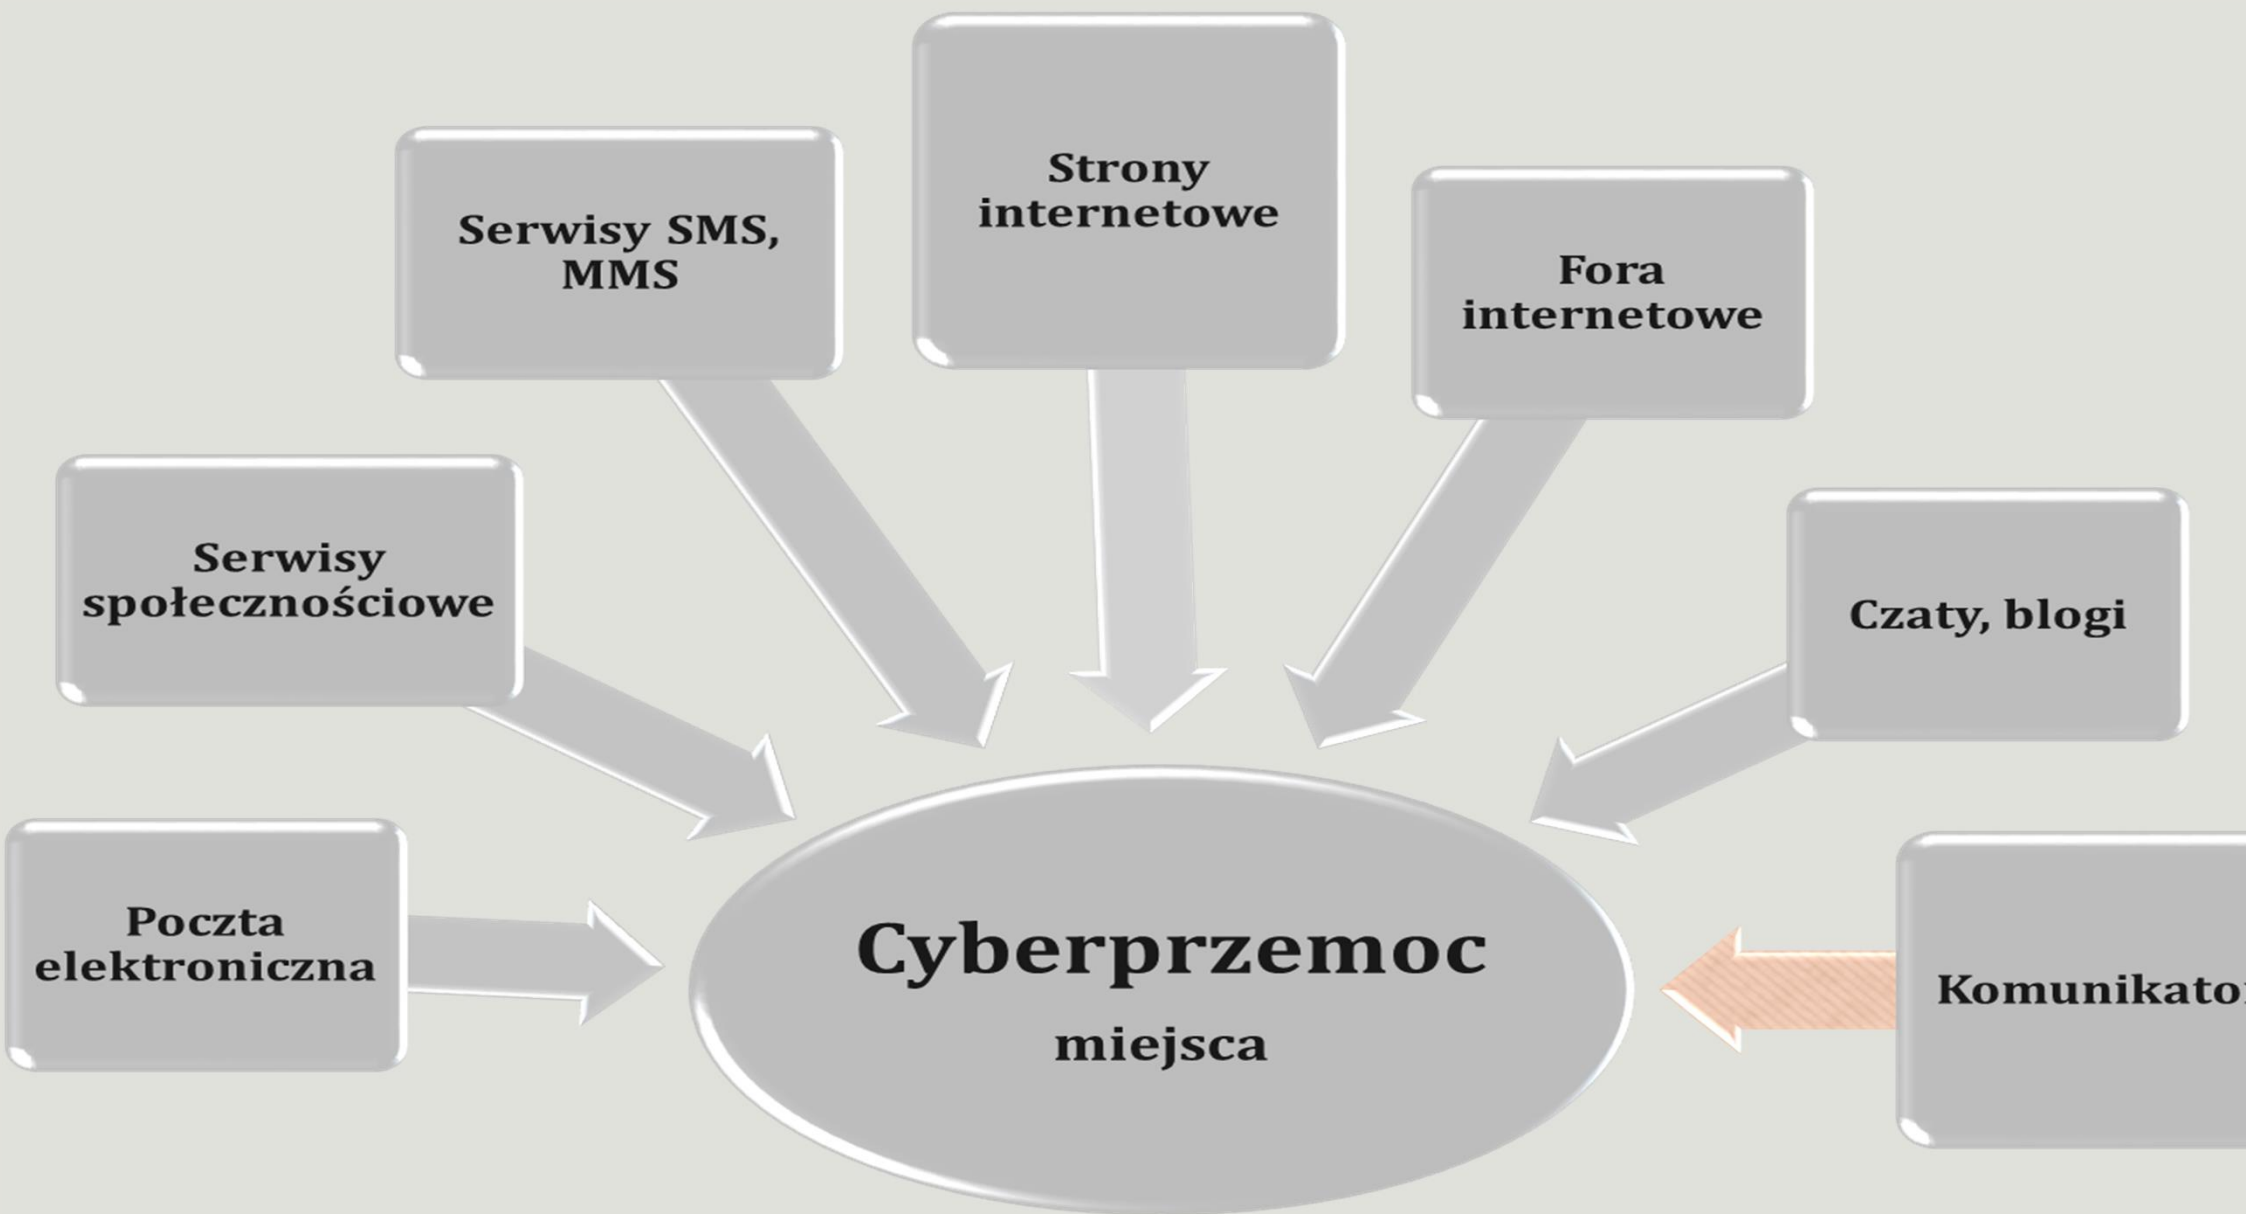 Strony
internetowe
Serwisy SMS,
MMS
Fora
internetowe
Serwisy
społecznościowe
Czaty, blogi
Poczta
elektroniczna
Cyberprzemoc
miejsca